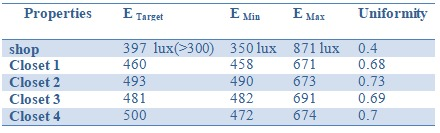 Properties E Target E Min E Max Uniformity
shop 397 lux(>300) 350 lux 871 lux 0.4
Closet 1 460 458 671 0.68
Closet 2 493 490 673 0.73
Closet 3 481 482 691 0.69
Closet 4 500 472 674 0.7